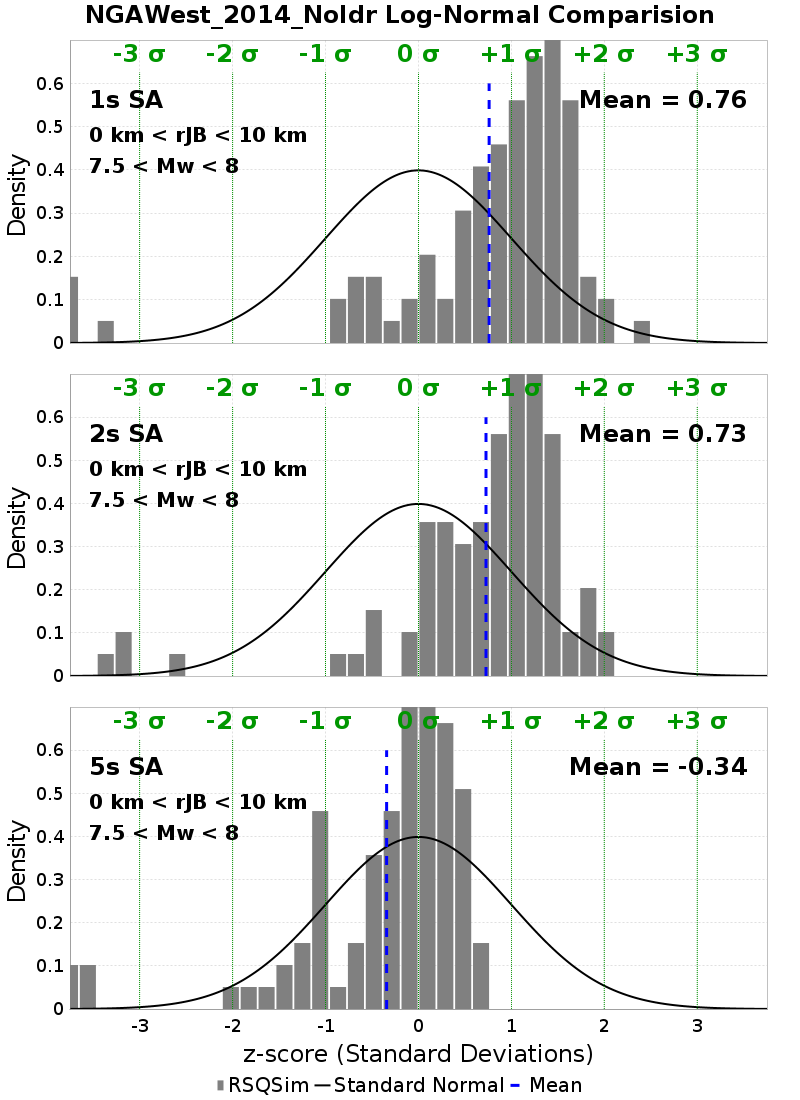 NGAWest_2014_NoIdr Log-Normal Comparision
-3 σ -2 σ -1 σ 0 σ +1 σ +2 σ +3 σ
1s SA
Mean = 0.76
0 km < rJB < 10 km
7.5 < Mw < 8
Density
0.6
0.5
0.4
0.3
0.2
0.1
0
-3 σ -2 σ -1 σ 0 σ +1 σ +2 σ +3 σ
2s SA
Mean = 0.73
0 km < rJB < 10 km
7.5 < Mw < 8
Density
0.6
0.5
0.4
0.3
0.2
0.1
0
-3 σ -2 σ -1 σ 0 σ +1 σ +2 σ +3 σ
5s SA
Mean = -0.34
0 km < rJB < 10 km
7.5 < Mw < 8
Density
0.6
0.5
0.4
0.3
0.2
0.1
0
-3 -2 -1 0 1 2 3
z-score (Standard Deviations)
RSQSim Standard Normal Mean